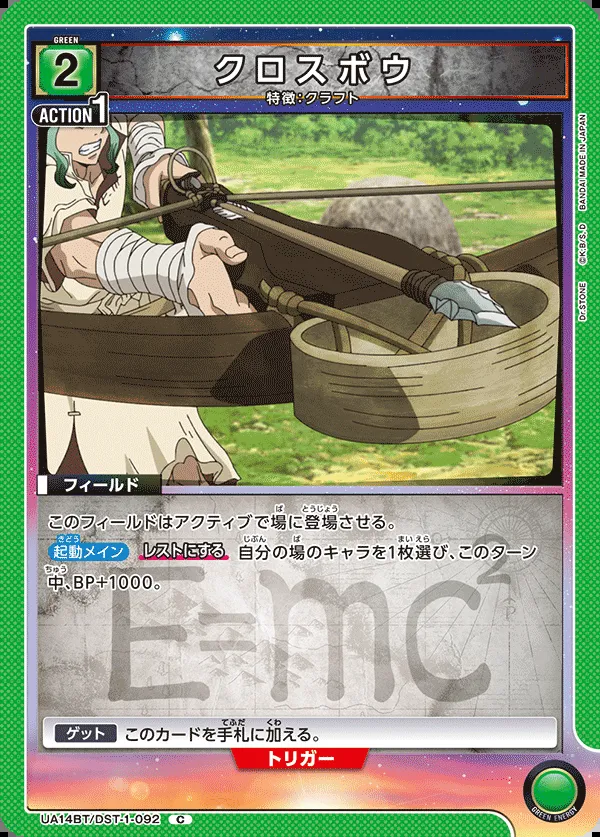 GREEN
2
クロスボウ
特徴：クラフト
ACTION 1
BANDAI MADE IN JAPAN
©K.B/S.D
Dr.STONE
フィールド
このフィールドはアクティブで場に登場させる。
起動メイン レストにする 自分の場のキャラを1枚選び、このターン
中、BP+1000。
E=mc²
ゲット このカードを手札に加える。
トリガー
UA14BT/DST-1-092 C
GREEN ENERGY